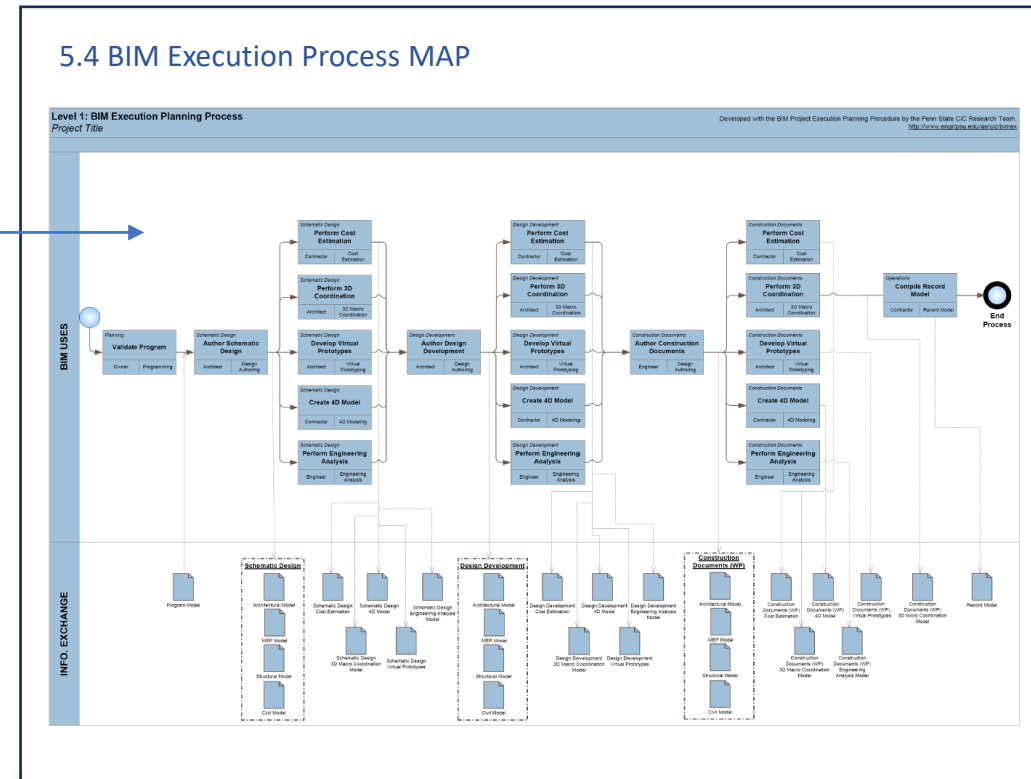 5.4 BIM Execution Process MAP
Level 1: BIM Execution Planning Process
Project Title
Developed with the BIM Project Execution Planning Procedure by the Penn State CIC Research Team.
http://www.engr.psu.edu/ae/cic/bimex
BIM USES
Planning
Validate Program
Owner
Programming
Schematic Design
Author Schematic
Design
Architect
Design
Authoring
Schematic Design
Perform Cost
Estimation
Contractor
Cost
Estimation
Schematic Design
Perform 3D
Coordination
Architect
3D Macro
Coordination
Schematic Design
Develop Virtual
Prototypes
Architect
Virtual
Prototyping
Schematic Design
Create 4D Model
Contractor
4D Modeling
Schematic Design
Perform Engineering
Analysis
Engineer
Engineering
Analysis
Design Development
Author Design
Development
Architect
Design
Authoring
Design Development
Perform Cost
Estimation
Contractor
Cost
Estimation
Design Development
Perform 3D
Coordination
Architect
3D Macro
Coordination
Design Development
Develop Virtual
Prototypes
Architect
Virtual
Prototyping
Design Development
Create 4D Model
Contractor
4D Modeling
Design Development
Perform Engineering
Analysis
Engineer
Engineering
Analysis
Construction Documents
Author Construction
Documents
Engineer
Design
Authoring
Construction Documents
Perform Cost
Estimation
Contractor
Cost
Estimation
Construction Documents
Perform 3D
Coordination
Architect
3D Macro
Coordination
Construction Documents
Develop Virtual
Prototypes
Architect
Virtual
Prototyping
Construction Documents
Create 4D Model
Contractor
4D Modeling
Construction Documents
Perform Engineering
Analysis
Engineer
Engineering
Analysis
Operations
Compile Record
Model
Contractor
Record Model
End
Process
INFO. EXCHANGE
Program Model
Schematic Design
Architectural Model
MEP Model
Structural Model
Civil Model
Schematic Design
Cost Estimation
Schematic Design
4D Model
Schematic Design
Engineering Analysis
Model
Schematic Design
3D Macro Coordination
Model
Schematic Design
Virtual Prototypes
Design Development
Architectural Model
MEP Model
Structural Model
Civil Model
Design Development
Cost Estimation
Design Development
4D Model
Design Development
Engineering Analysis
Model
Design Development
3D Macro Coordination
Model
Design Development
Virtual Prototypes
Construction
Documents (WP)
Architectural Model
MEP Model
Structural Model
Civil Model
Construction
Documents (WP)
Cost Estimation
Construction
Documents (WP)
4D Model
Construction
Documents (WP)
Virtual Prototypes
Construction
Documents (WP)
3D Macro Coordination
Model
Construction
Documents (WP)
3D Macro Coordination
Model
Construction
Documents (WP)
Engineering
Analysis Model
Record Model